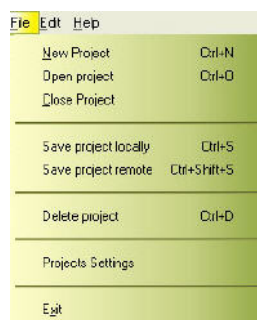 File Edit Help
New Project Ctrl+N
Open project Ctrl+O
Close Project
Save project locally Ctrl+S
Save project remote Ctrl+Shift+S
Delete project Ctrl+D
Projects Settings
Exit